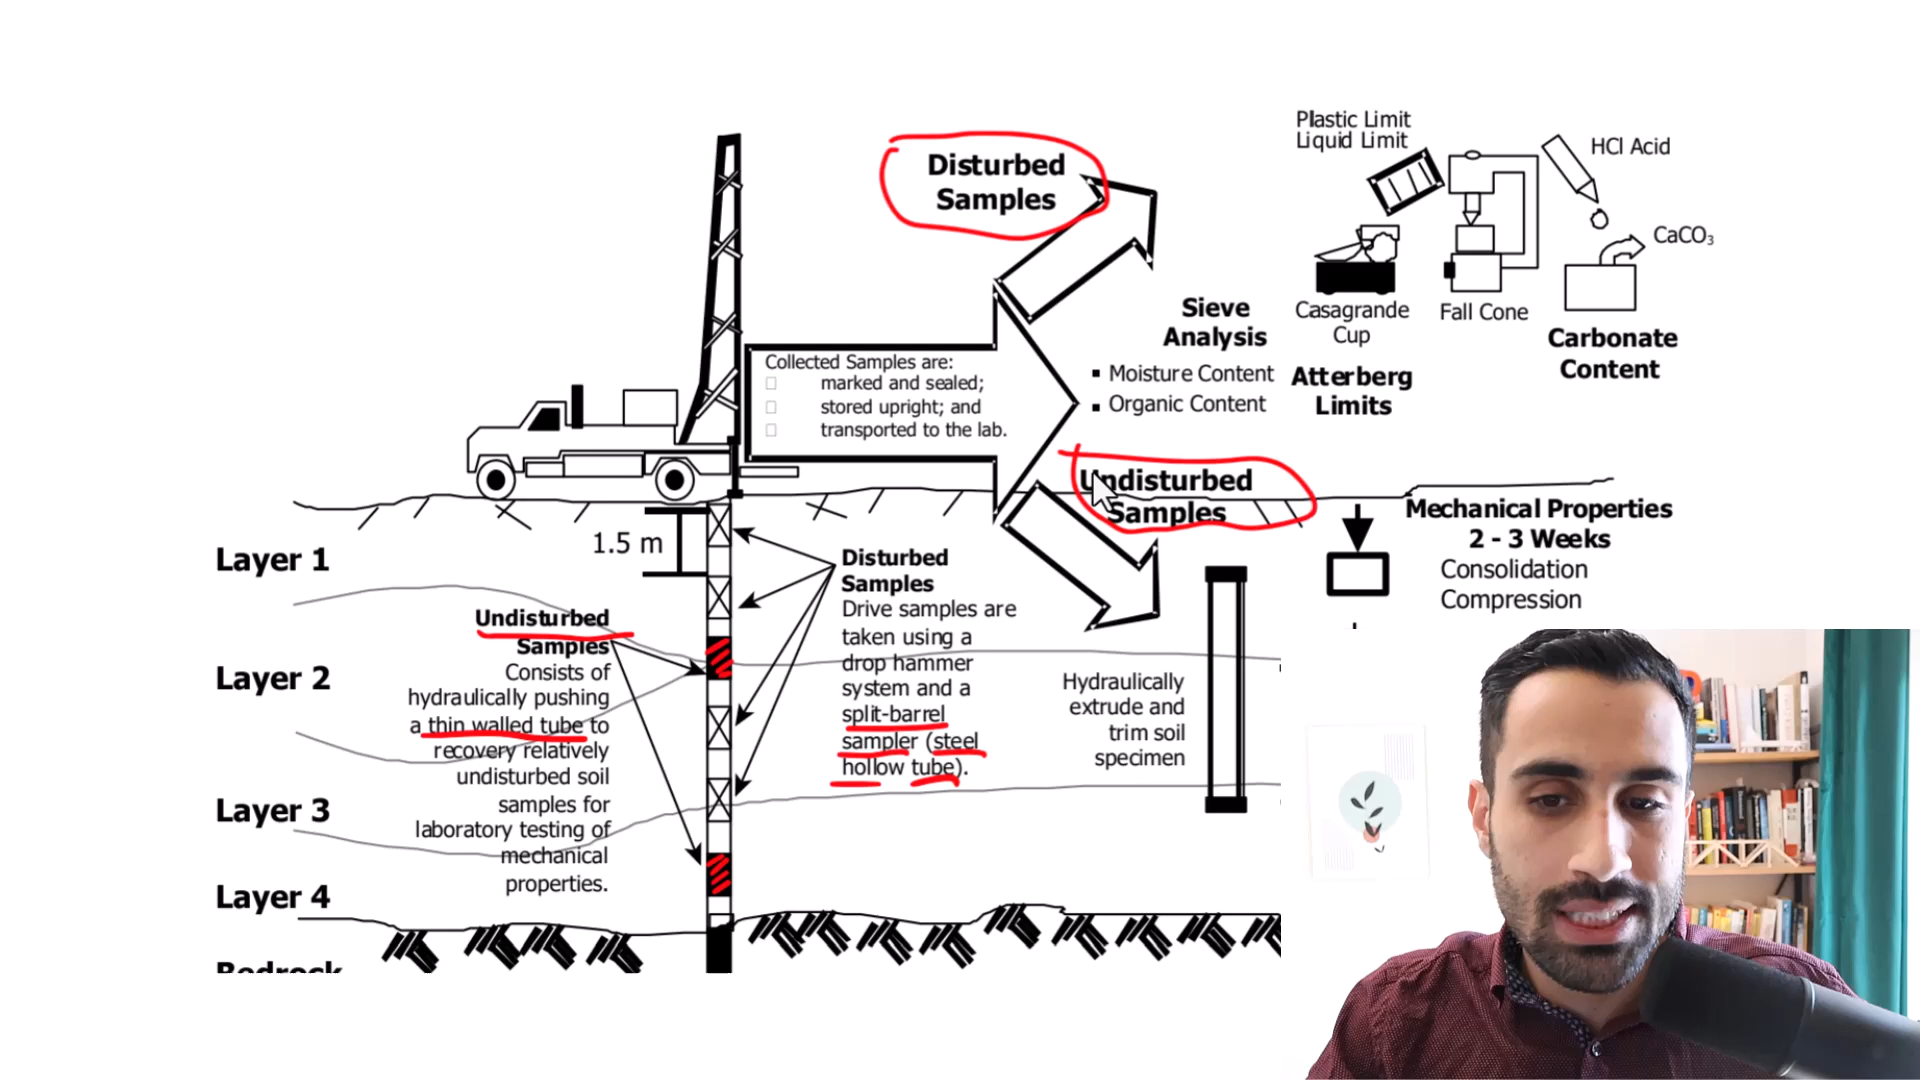 Disturbed
Samples
Plastic Limit
Liquid Limit
HCl Acid
CaCO₃
Casagrande
Cup
Fall Cone
Sieve
Analysis
▪ Moisture Content
▪ Organic Content
Atterberg
Limits
Carbonate
Content
Collected Samples are:
marked and sealed;
stored upright; and
transported to the lab.
Undisturbed
Samples
Mechanical Properties
2 - 3 Weeks
Consolidation
Compression
1.5 m
Layer 1
Layer 2
Layer 3
Layer 4
Bedrock
Undisturbed
Samples
Consists of
hydraulically pushing
a thin walled tube to
recovery relatively
undisturbed soil
samples for
laboratory testing of
mechanical
properties.
Disturbed
Samples
Drive samples are
taken using a
drop hammer
system and a
split-barrel
sampler (steel
hollow tube).
Hydraulically
extrude and
trim soil
specimen